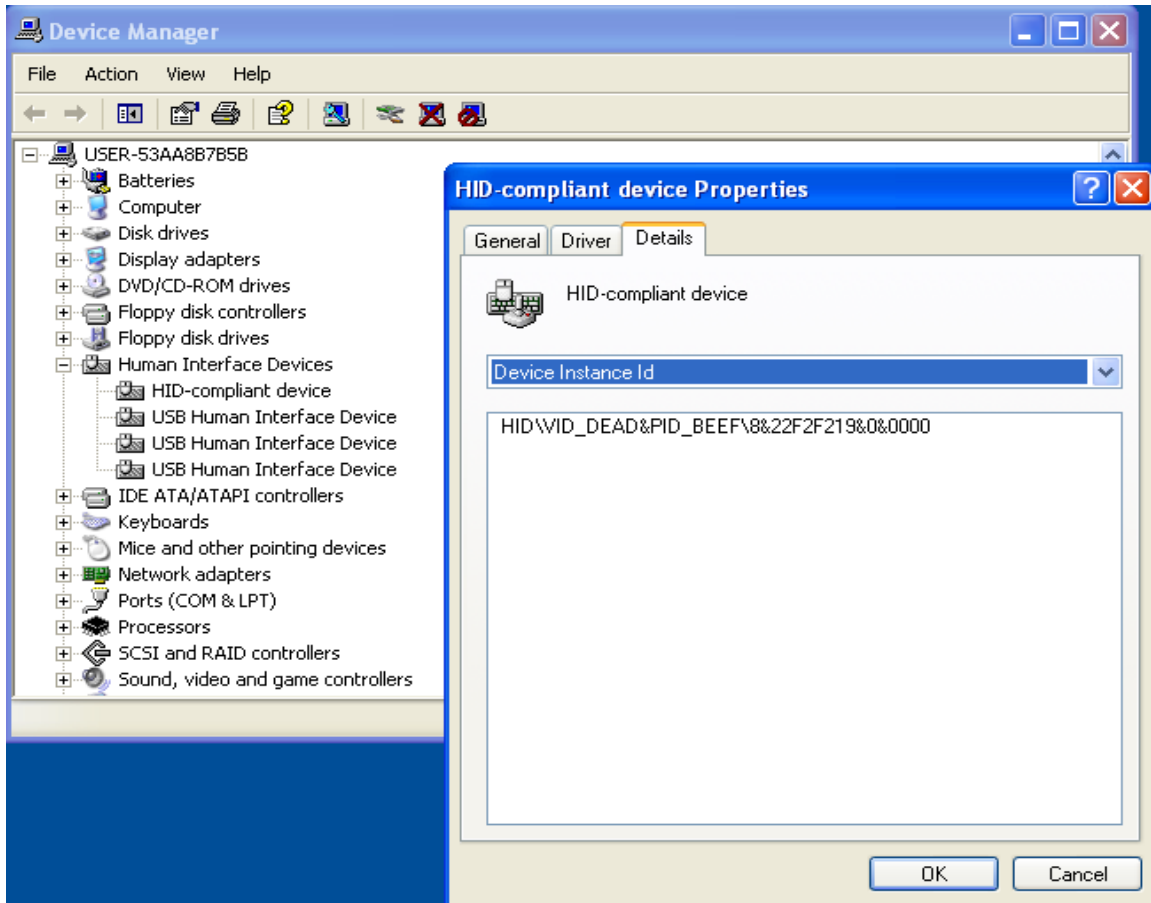 Device Manager
File Action View Help
USER-53AA8B7B5B
Batteries
Computer
Disk drives
Display adapters
DVD/CD-ROM drives
Floppy disk controllers
Floppy disk drives
Human Interface Devices
HID-compliant device
USB Human Interface Device
USB Human Interface Device
USB Human Interface Device
IDE ATA/ATAPI controllers
Keyboards
Mice and other pointing devices
Network adapters
Ports (COM & LPT)
Processors
SCSI and RAID controllers
Sound, video and game controllers
HID-compliant device Properties
General Driver Details
HID-compliant device
Device Instance Id
HID\VID_DEAD&PID_BEEF\8&22F2F219&0&0000
OK Cancel